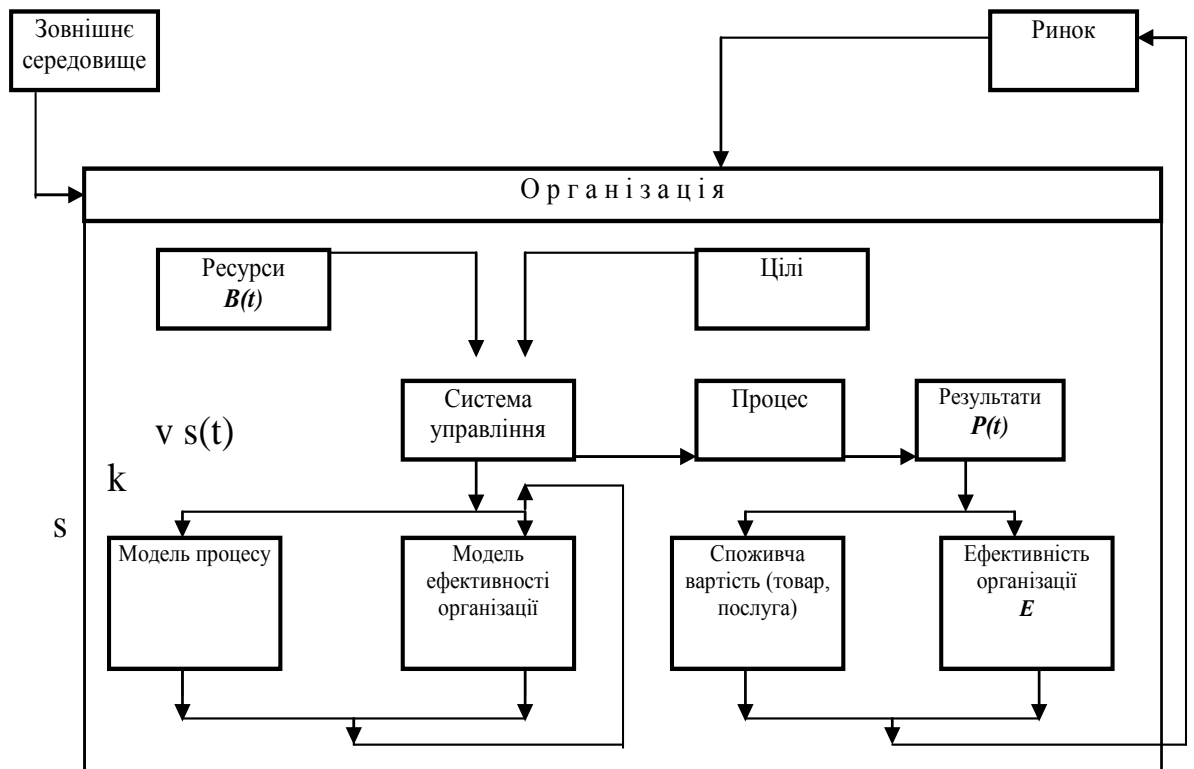 Зовнішнє
середовище
Ринок
Організація
Ресурси
B(t)
Цілі
Система
управління
Процес
Результати
P(t)
v s(t)
k
s
Модель процесу
Модель
ефективності
організації
Споживча
вартість (товар,
послуга)
Ефективність
організації
E